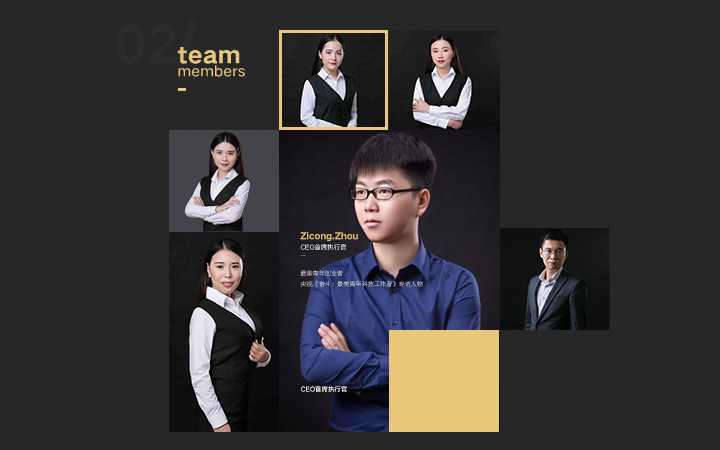 02/
team
members
Zicong.Zhou
CEO首席执行官
最美青年创业者
央视《奋斗:最美青年科技工作者》专访人物
CEO首席执行官